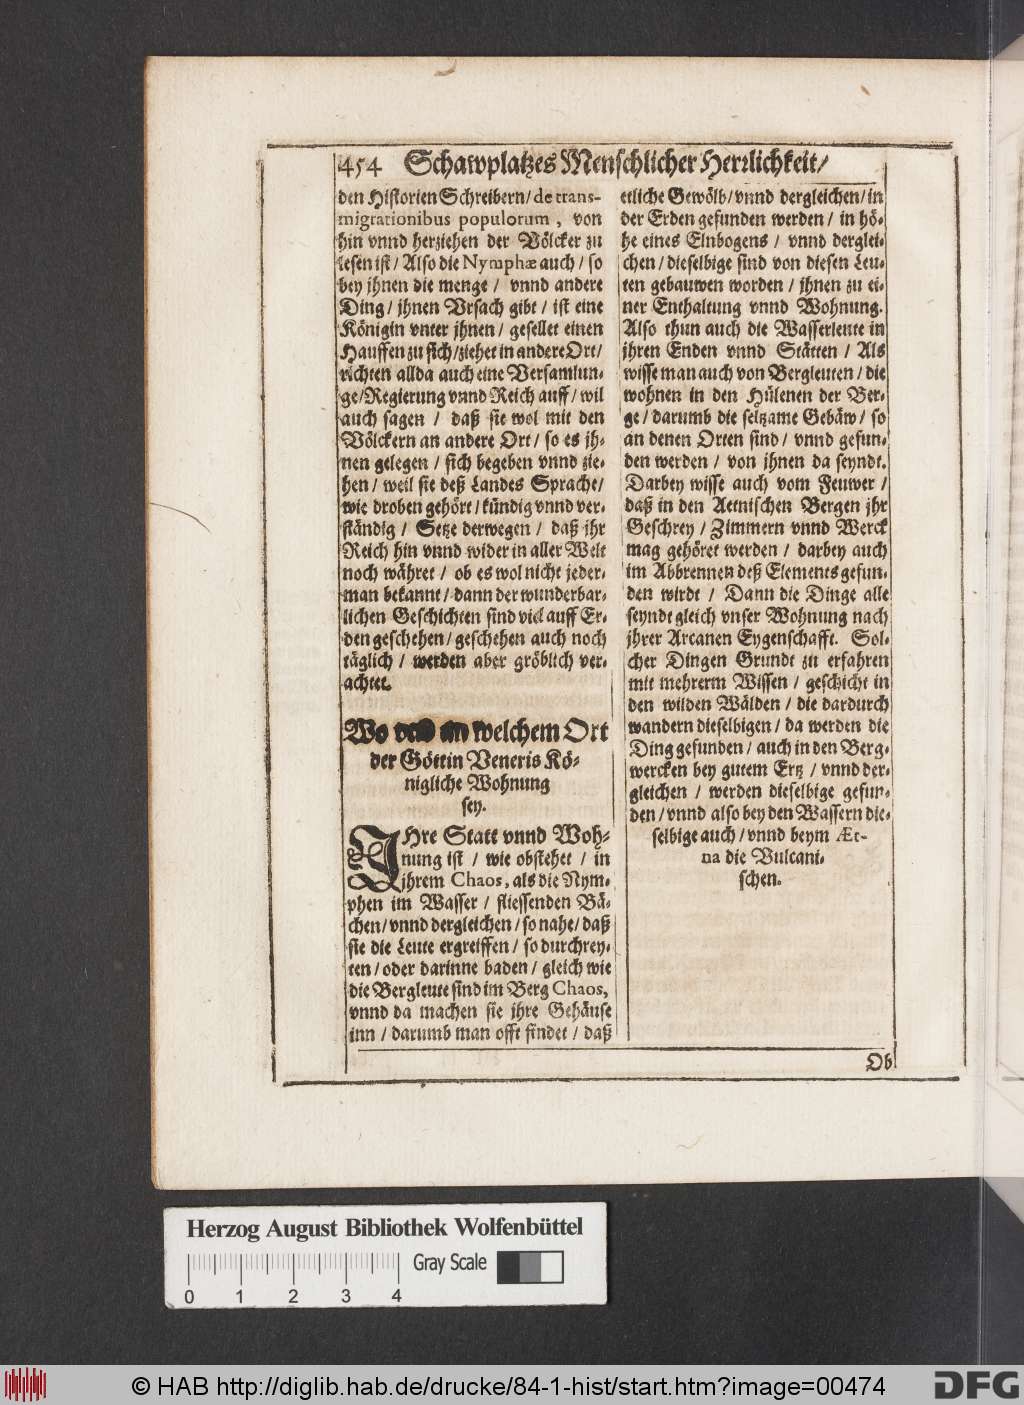 454 Schawplatzes Menschlicher Herrlichkeit/
den Historien Schreibern/ de trans-
migrationibus populorum, von
hin vnnd herziehen der Völcker zu
lesen ist/ Also die Nymphæ auch/ so
bey jhnen die menge/ vnnd andere
Ding/ jhnen Vrsach gibt/ ist eine
Königin vnter jhnen/ gesellet einen
Hauffen zu sich/ ziehet in andere Ort/
richten allda auch eine Versamlun-
ge/ Regierung vnnd Reich auff/ wil
auch sagen/ daß sie wol mit den
Völckern an andere Ort/ so es jh-
nen gelegen/ sich begeben vnnd zie-
hen/ weil sie deß Landes Sprache/
wie droben gehört/ kündig vnnd ver-
ständig/ Setze derwegen/ daß jhr
Reich hin vnnd wider in aller Welt
noch währet/ ob es wol nicht jeder-
man bekannt/ dann der wunderbar-
lichen Geschichten sind viel auff Er-
den geschehen/ geschehen auch noch
täglich/ werden aber gröblich ver-
achtet.
Wo vnd an welchem Ort
der Göttin Veneris Kö-
nigliche Wohnung
sey.
JHre Statt vnnd Woh-
nung ist/ wie obstehet/ in
jhrem Chaos, als die Nym-
phen im Wasser/ fliessenden Bä-
chen/ vnnd dergleichen/ so nahe/ daß
sie die Leute ergreiffen/ so durchrey-
ten/ oder darinne baden/ gleich wie
die Bergleute sind im Berg Chaos,
vnnd da machen sie jhre Gehäuse
inn/ darumb man offt findet/ daß
etliche Gewölb/ vnnd dergleichen/ in
der Erden gefunden werden/ in hö-
he eines Elnbogens/ vnnd derglei-
chen/ dieselbige sind von diesen Leu-
ten gebauwen worden/ jhnen zu ei-
ner Enthaltung vnnd Wohnung.
Also thun auch die Wasserleute in
jhren Enden vnnd Stätten/ Als
wisse man auch von Bergleuten/ die
wohnen in den Hülenen der Ber-
ge/ darumb die seltzame Gebäw/ so
an denen Orten sind/ vnnd gefun-
den werden/ von jhnen da seyndt.
Darbey wisse auch vom Feuwer/
daß in den Aetnischen Bergen jhr
Geschrey/ Zimmern vnnd Werck
mag gehöret werden/ darbey auch
im Abbrennen deß Elements gefun-
den wirdt/ Dann die Dinge alle
seyndt gleich vnser Wohnung nach
jhrer Arcanen Eygenschafft. Sol-
cher Dingen Grundt zu erfahren
mit mehrerm Wissen/ geschicht in
den wilden Wälden/ die dardurch
wandern dieselbigen/ da werden die
Ding gefunden/ auch in den Berg-
wercken bey gutem Ertz/ vnnd der-
gleichen/ werden dieselbige gefun-
den/ vnnd also bey den Wassern die-
selbige auch/ vnnd beym Æt-
na die Vulcani-
schen.
Ob
Herzog August Bibliothek Wolfenbüttel
Gray Scale
0 1 2 3 4
© HAB http://diglib.hab.de/drucke/84-1-hist/start.htm?image=00474
DFG